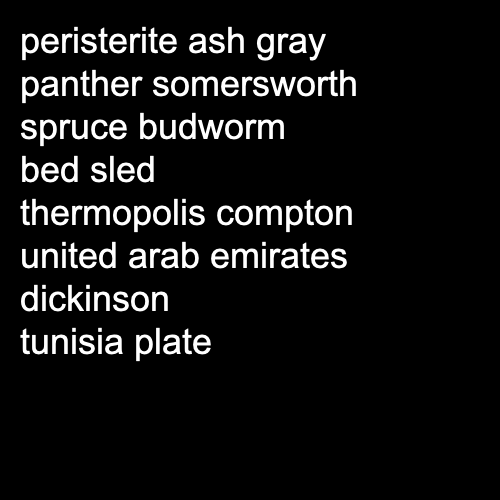 peristerite ash gray
panther somersworth
spruce budworm
bed sled
thermopolis compton
united arab emirates
dickinson
tunisia plate